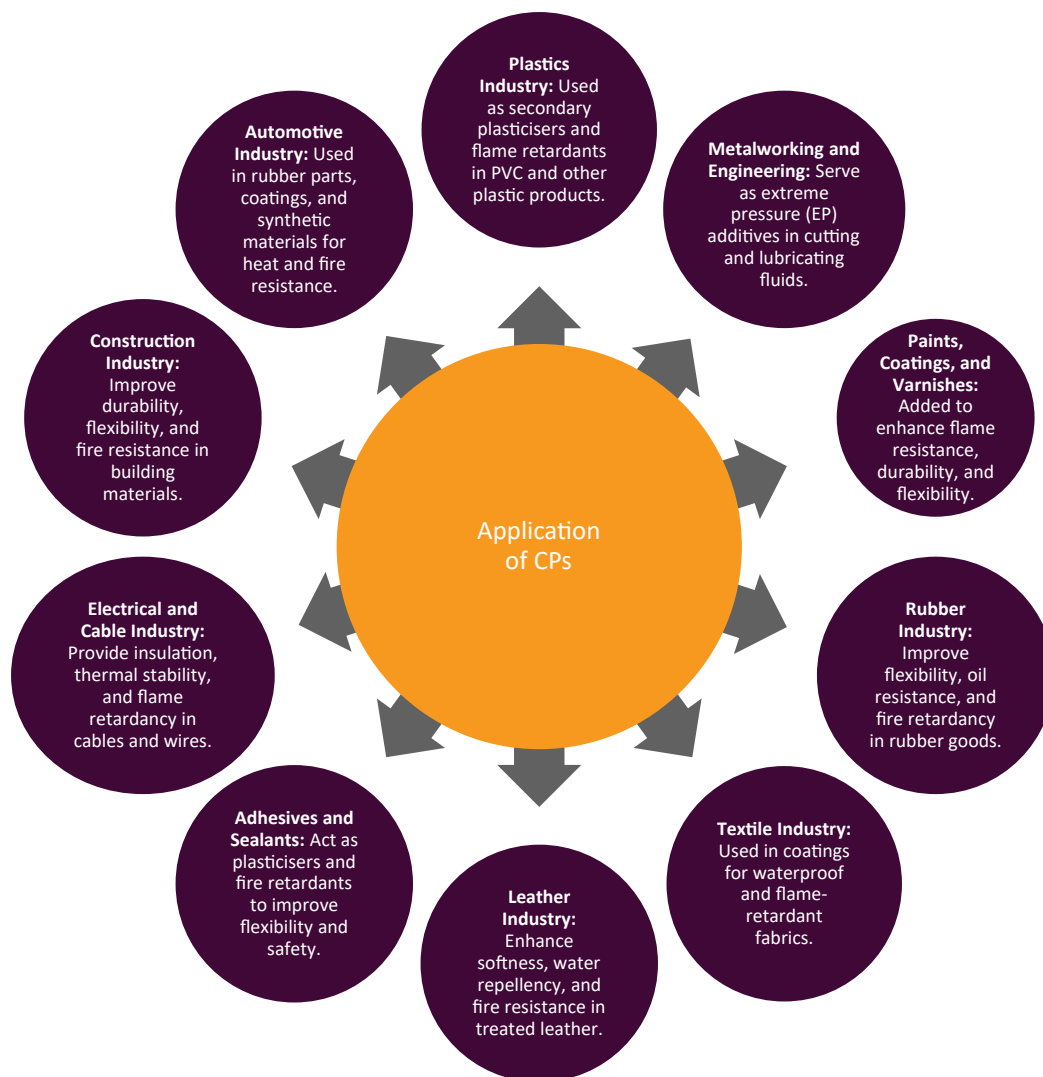 Plastics
Industry: Used
as secondary
plasticisers and
flame retardants
in PVC and other
plastic products.
Metalworking and
Engineering: Serve
as extreme
pressure (EP)
additives in cutting
and lubricating
fluids.
Paints,
Coatings, and
Varnishes:
Added to
enhance flame
resistance,
durability, and
flexibility.
Rubber
Industry:
Improve
flexibility, oil
resistance, and
fire retardancy
in rubber goods.
Textile Industry:
Used in coatings
for waterproof
and flame-
retardant
fabrics.
Leather
Industry:
Enhance
softness, water
repellency, and
fire resistance in
treated leather.
Adhesives and
Sealants: Act as
plasticisers and
fire retardants
to improve
flexibility and
safety.
Electrical and
Cable Industry:
Provide insulation,
thermal stability,
and flame
retardancy in
cables and wires.
Construction
Industry:
Improve
durability,
flexibility, and
fire resistance in
building
materials.
Automotive
Industry: Used
in rubber parts,
coatings, and
synthetic
materials for
heat and fire
resistance.
Application
of CPs